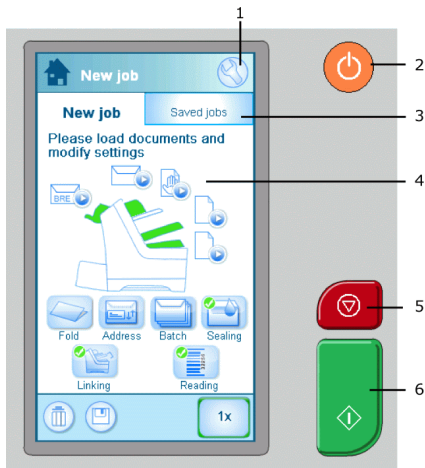 1
New job
2
New job
Saved jobs
3
Please load documents and
modify settings
4
BRE
Fold
Address
Batch
Sealing
5
Linking
Reading
6
1x